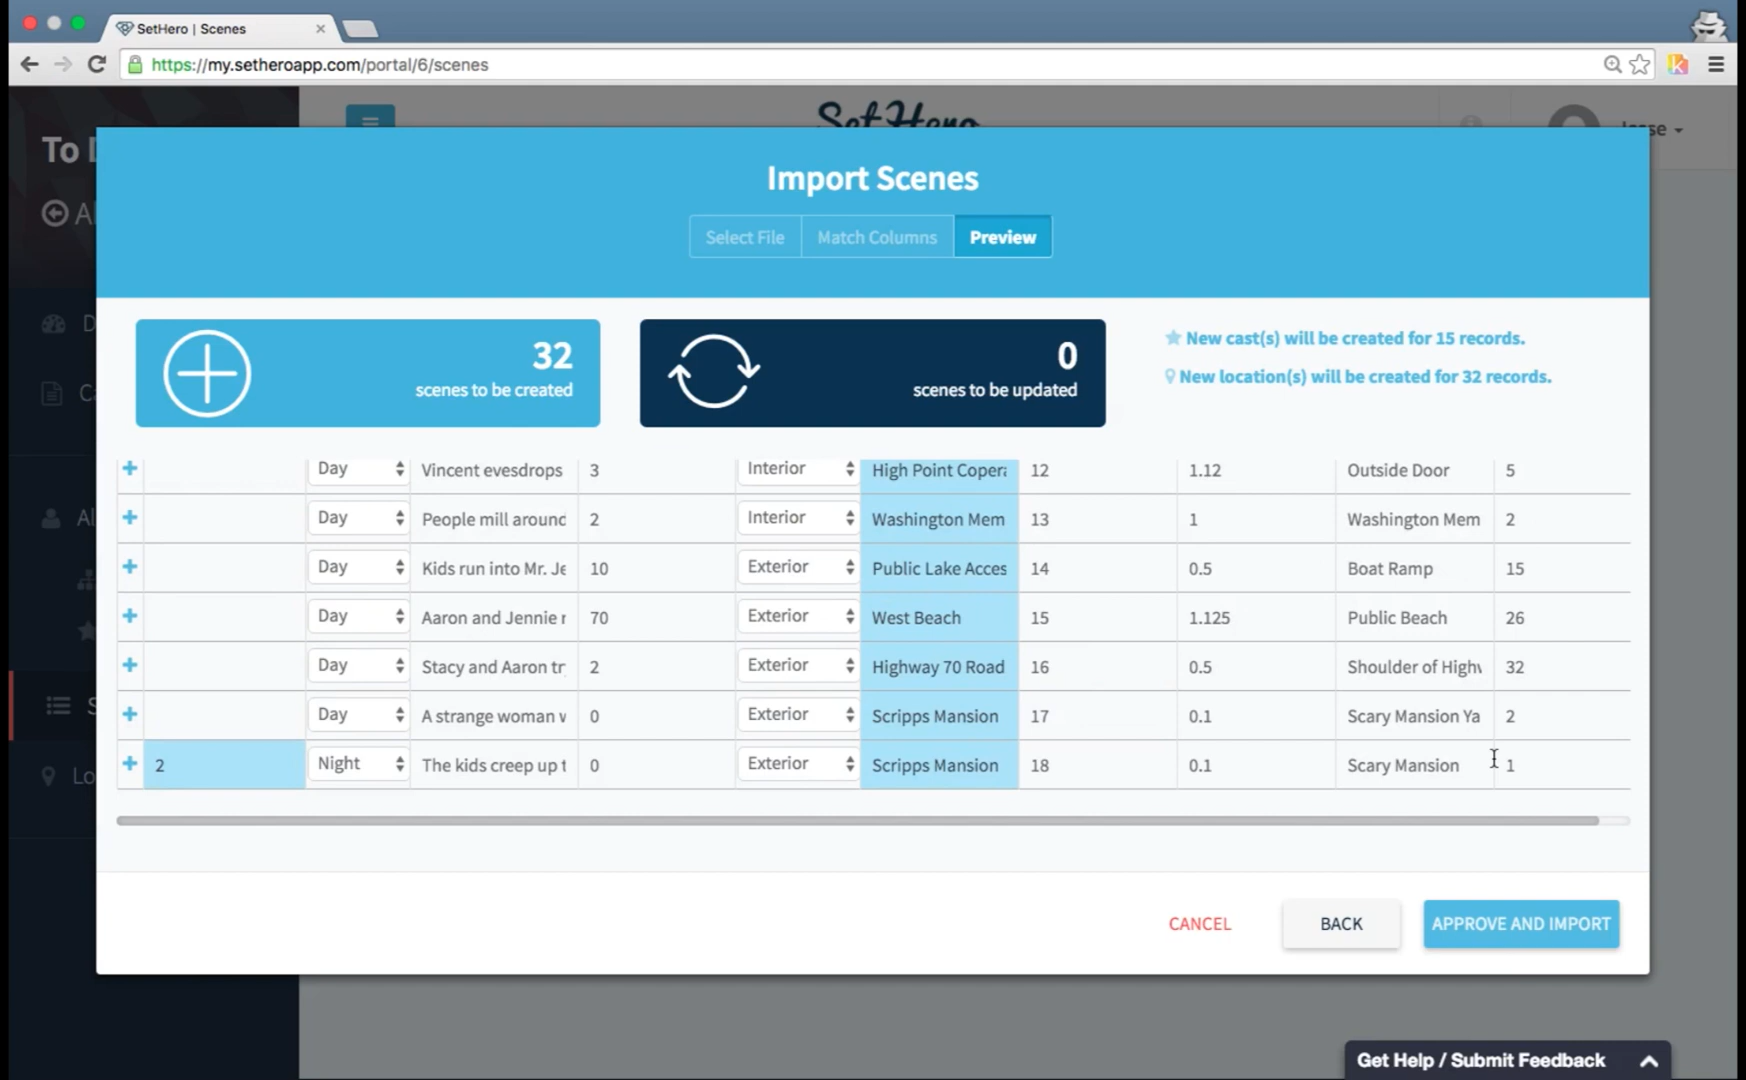 SetHero | Scenes
https://my.setheroapp.com/portal/6/scenes
To
SetHero
Import Scenes
Select File
Match Columns
Preview
32
scenes to be created
0
scenes to be updated
New cast(s) will be created for 15 records.
New location(s) will be created for 32 records.
Day Vincent evesdrops 3 Interior High Point Copera 12 1.12 Outside Door 5
Day People mill around 2 Interior Washington Mem 13 1 Washington Mem 2
Day Kids run into Mr. Je 10 Exterior Public Lake Acces 14 0.5 Boat Ramp 15
Day Aaron and Jennie r 70 Exterior West Beach 15 1.125 Public Beach 26
Day Stacy and Aaron tr 2 Exterior Highway 70 Road 16 0.5 Shoulder of Highw 32
Day A strange woman w 0 Exterior Scripps Mansion 17 0.1 Scary Mansion Ya 2
2 Night The kids creep up t 0 Exterior Scripps Mansion 18 0.1 Scary Mansion 1
CANCEL
BACK
APPROVE AND IMPORT
Get Help / Submit Feedback